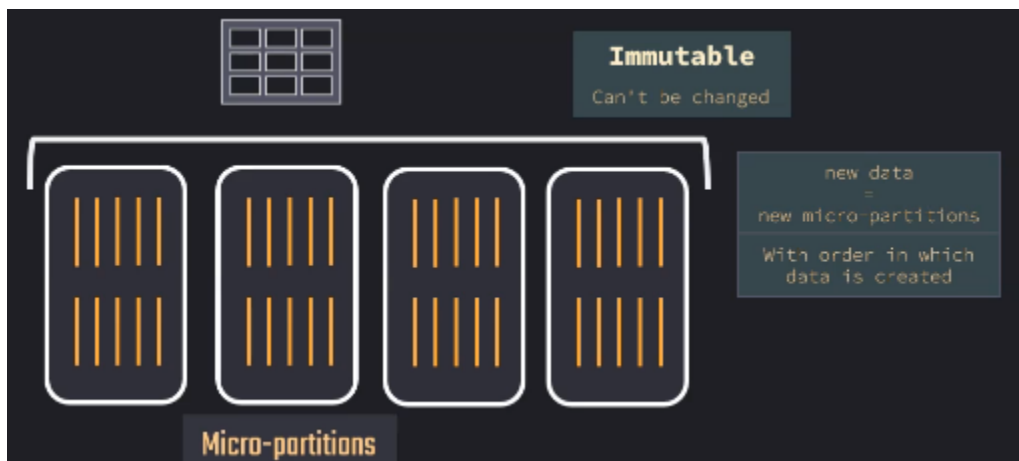 Immutable
Can't be changed
new data
=
new micro-partitions
With order in which
data is created
Micro-partitions